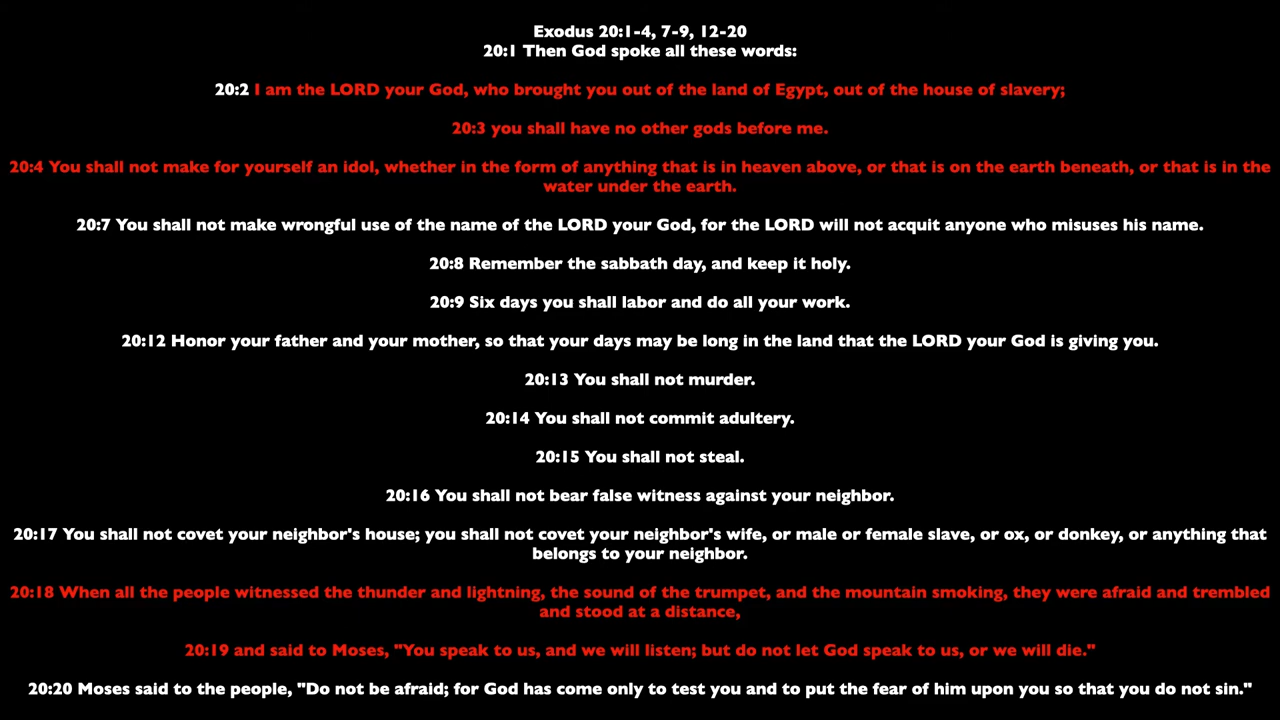 Exodus 20:1-4, 7-9, 12-20
20:1 Then God spoke all these words:
20:2 I am the LORD your God, who brought you out of the land of Egypt, out of the house of slavery;
20:3 you shall have no other gods before me.
20:4 You shall not make for yourself an idol, whether in the form of anything that is in heaven above, or that is on the earth beneath, or that is in the
water under the earth.
20:7 You shall not make wrongful use of the name of the LORD your God, for the LORD will not acquit anyone who misuses his name.
20:8 Remember the sabbath day, and keep it holy.
20:9 Six days you shall labor and do all your work.
20:12 Honor your father and your mother, so that your days may be long in the land that the LORD your God is giving you.
20:13 You shall not murder.
20:14 You shall not commit adultery.
20:15 You shall not steal.
20:16 You shall not bear false witness against your neighbor.
20:17 You shall not covet your neighbor's house; you shall not covet your neighbor's wife, or male or female slave, or ox, or donkey, or anything that
belongs to your neighbor.
20:18 When all the people witnessed the thunder and lightning, the sound of the trumpet, and the mountain smoking, they were afraid and trembled
and stood at a distance,
20:19 and said to Moses, "You speak to us, and we will listen; but do not let God speak to us, or we will die."
20:20 Moses said to the people, "Do not be afraid; for God has come only to test you and to put the fear of him upon you so that you do not sin."